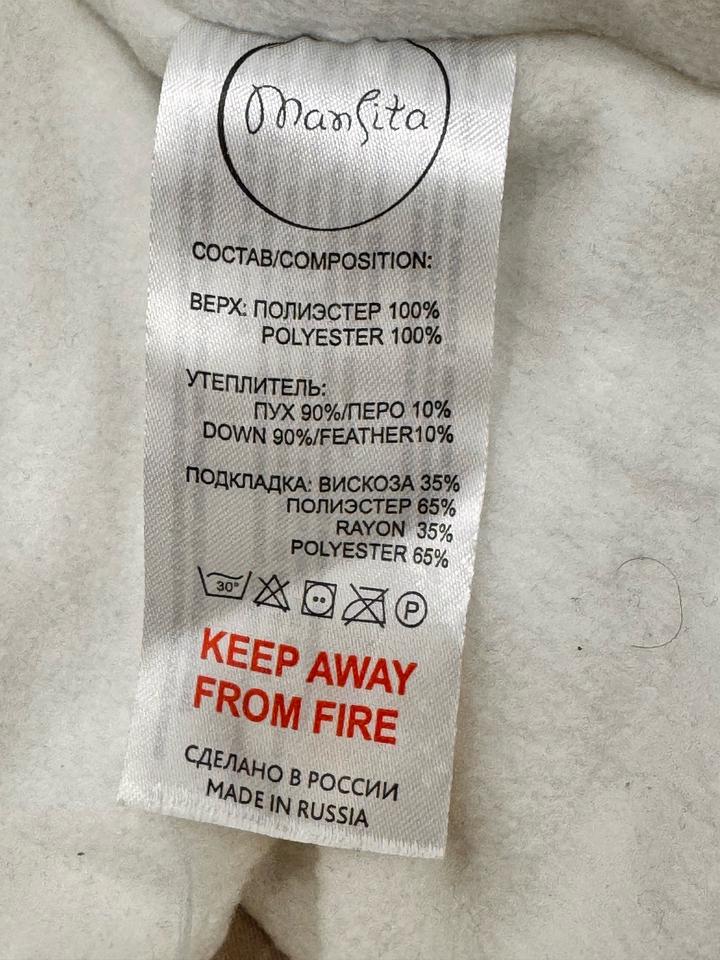 Mansita
СОСТАВ/COMPOSITION:
ВЕРХ: ПОЛИЭСТЕР 100%
POLYESTER 100%
УТЕПЛИТЕЛЬ:
ПУХ 90%/ПЕРО 10%
DOWN 90%/FEATHER10%
ПОДКЛАДКА: ВИСКОЗА 35%
ПОЛИЭСТЕР 65%
RAYON 35%
POLYESTER 65%
30° P
KEEP AWAY
FROM FIRE
СДЕЛАНО В РОССИИ
MADE IN RUSSIA